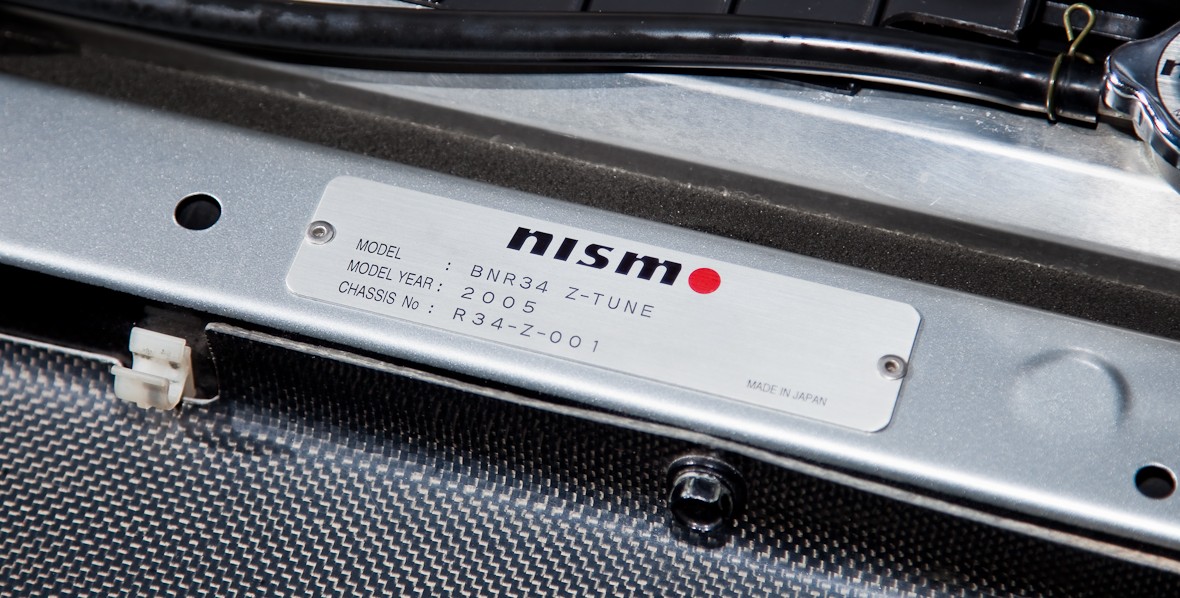 nismo
MODEL : BNR34 Z-TUNE
MODEL YEAR : 2005
CHASSIS No : R34-Z-001
MADE IN JAPAN